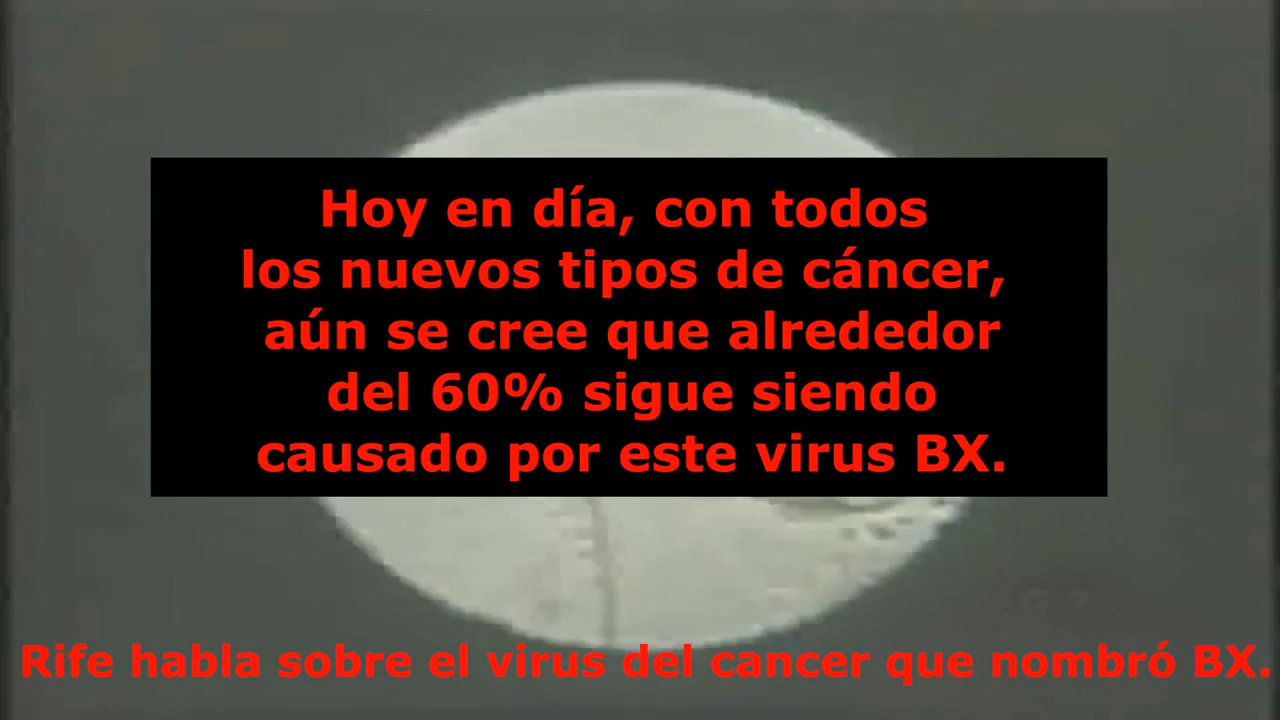 Hoy en día, con todos
los nuevos tipos de cáncer,
aún se cree que alrededor
del 60% sigue siendo
causado por este virus BX.
Rife habla sobre el virus del cancer que nombró BX.